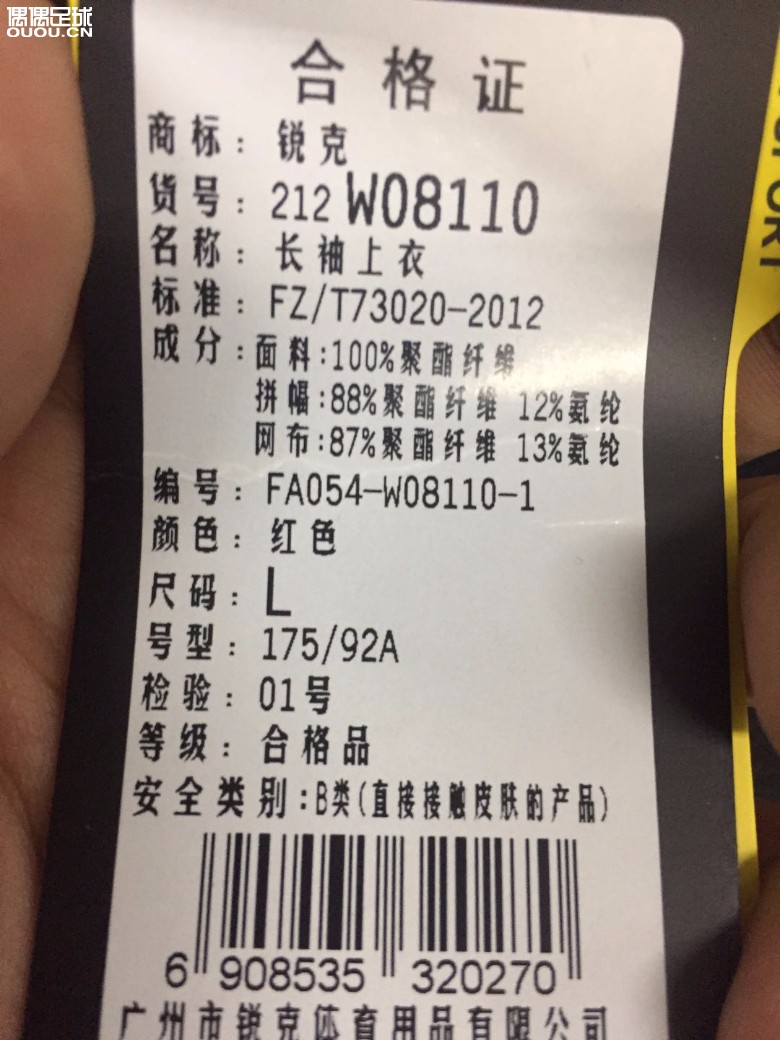 偶偶足球
OUOU.CN
合格证
商标：锐克
货号：212 W08110
名称：长袖上衣
标准：FZ/T73020-2012
成分：面料：100%聚酯纤维
拼幅：88%聚酯纤维 12%氨纶
网布：87%聚酯纤维 13%氨纶
编号：FA054-W08110-1
颜色：红色
尺码：L
号型：175/92A
检验：01号
等级：合格品
安全类别：B类(直接接触皮肤的产品)
6 908535 320270
广州市锐克体育用品有限公司